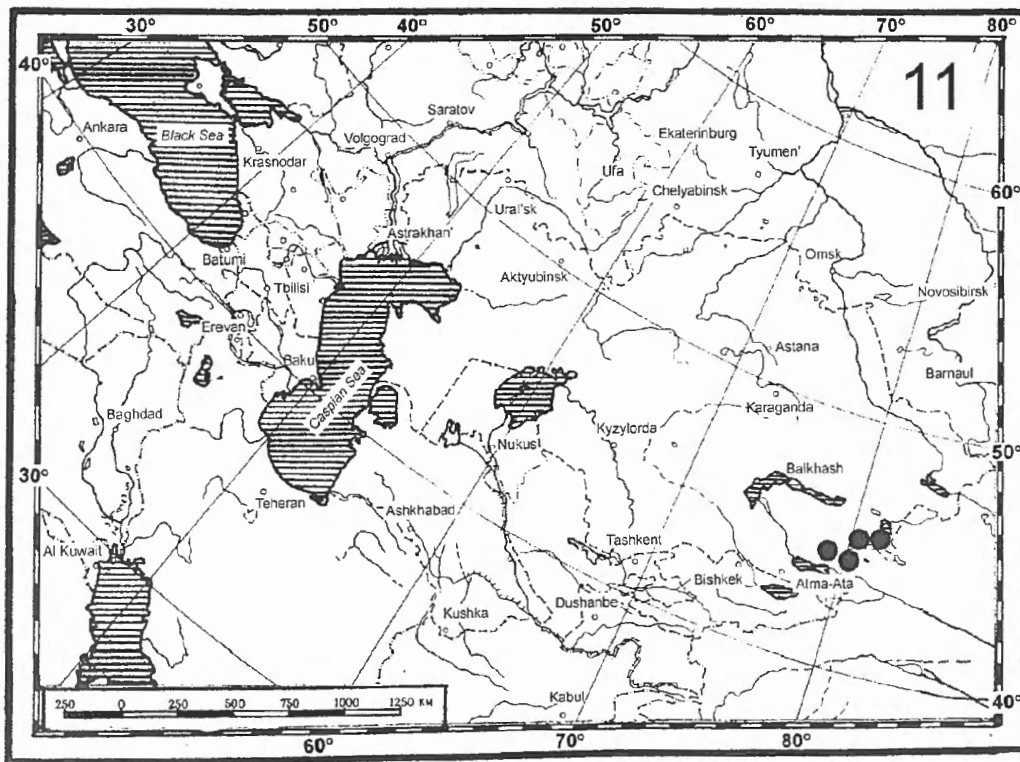 30° 50° 40° 50° 60° 70° 80°
40°
11
Saratov
Ankara
Black Sea
Volgograd
Ekaterinburg
Krasnodar
Tyumen'
Ufa
Chelyabinsk
60°
Ural'sk
Astrakhan'
Batumi
Omsk
Aktyubinsk
Tbilisi
Novosibirsk
Erevan
Astana
Baku
Barnaul
Caspian Sea
Karaganda
Baghdad
Kyzylorda
Nukus
50°
Balkhash
30°
Teheran
Ashkhabad
Tashkent
Al Kuwait
Bishkek
Alma-Ata
Dushanbe
Kushka
Kabul
40°
250 0 250 500 750 1000 1250 КМ
60° 70° 80°